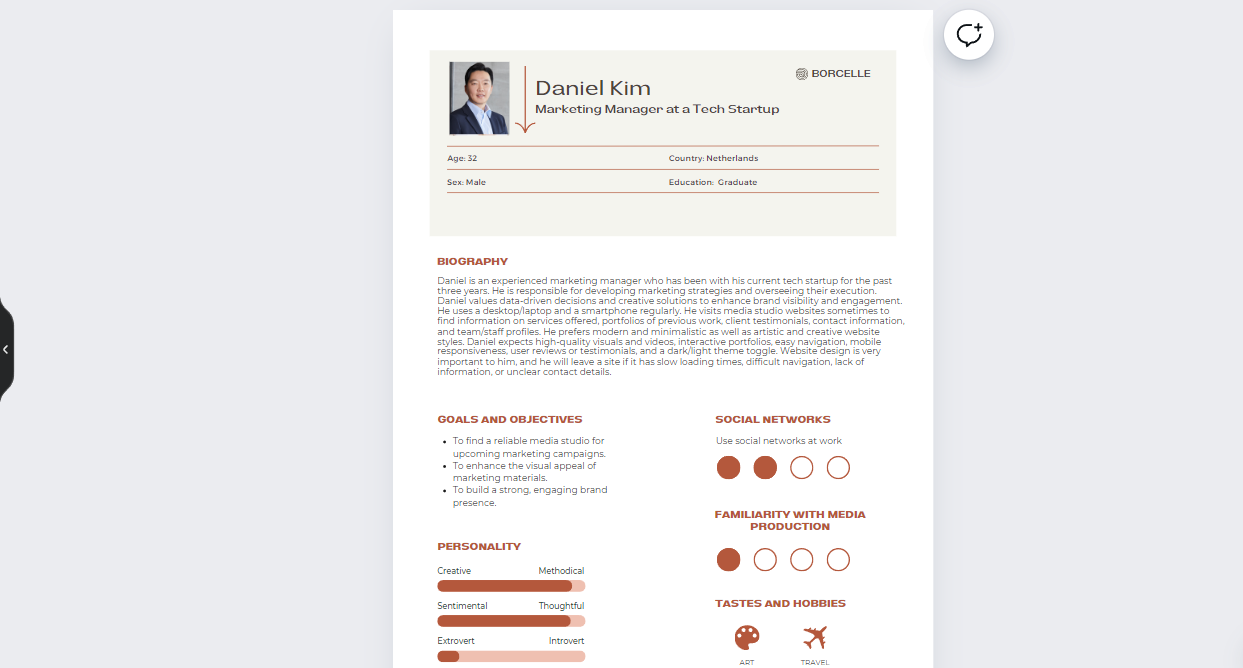 BORCELLE
Daniel Kim
Marketing Manager at a Tech Startup
Age: 32
Country: Netherlands
Sex: Male
Education: Graduate
BIOGRAPHY
Daniel is an experienced marketing manager who has been with his current tech startup for the past
three years. He is responsible for developing marketing strategies and overseeing their execution.
Daniel values data-driven decisions and creative solutions to enhance brand visibility and engagement.
He uses a desktop/laptop and a smartphone regularly. He visits media studio websites sometimes to
find information on services offered, portfolios of previous work, client testimonials, contact information,
and team/staff profiles. He prefers modern and minimalistic as well as artistic and creative website
styles. Daniel expects high-quality visuals and videos, interactive portfolios, easy navigation, mobile
responsiveness, user reviews or testimonials, and a dark/light theme toggle. Website design is very
important to him, and he will leave a site if it has slow loading times, difficult navigation, lack of
information, or unclear contact details.
GOALS AND OBJECTIVES
• To find a reliable media studio for
upcoming marketing campaigns.
• To enhance the visual appeal of
marketing materials.
• To build a strong, engaging brand
presence.
PERSONALITY
Creative
Methodical
Sentimental
Thoughtful
Extrovert
Introvert
SOCIAL NETWORKS
Use social networks at work
FAMILIARITY WITH MEDIA
PRODUCTION
TASTES AND HOBBIES
ART
TRAVEL